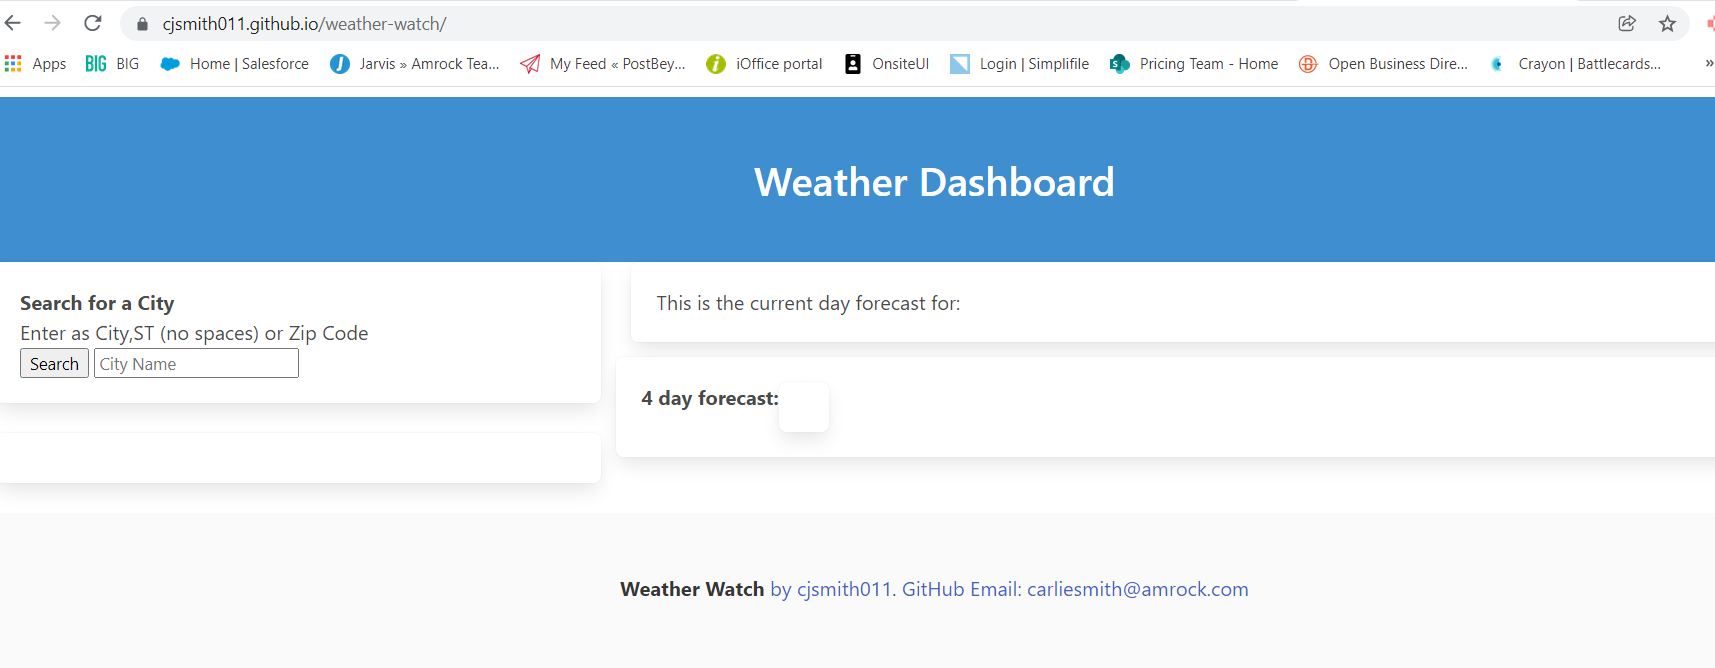 cjsmith011.github.io/weather-watch/
Apps BIG BIG Home | Salesforce Jarvis » Amrock Tea... My Feed « PostBey... iOffice portal OnsiteUI Login | Simplifile Pricing Team - Home Open Business Dire... Crayon | Battlecards... »
Weather Dashboard
Search for a City
Enter as City,ST (no spaces) or Zip Code
Search City Name
This is the current day forecast for:
4 day forecast:
Weather Watch by cjsmith011. GitHub Email: carliesmith@amrock.com